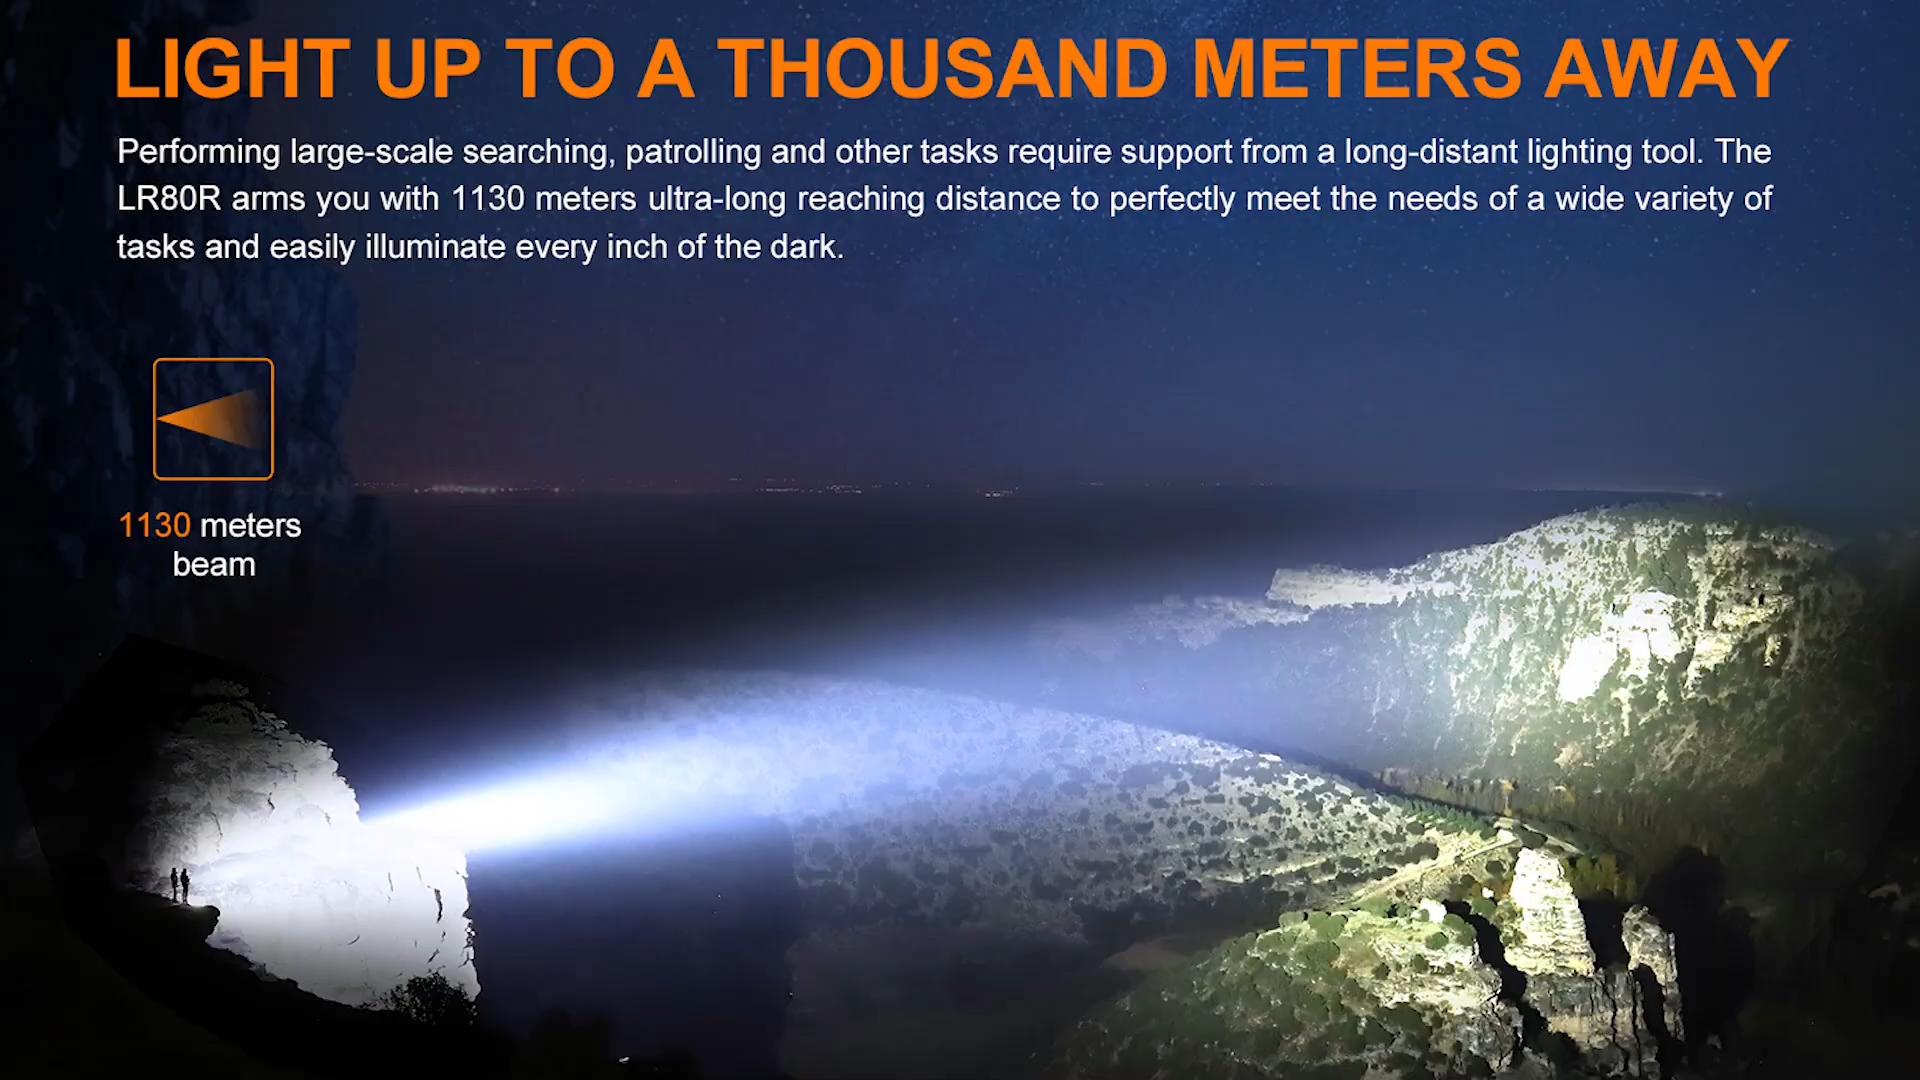 LIGHT UP TO A THOUSAND METERS AWAY
Performing large-scale searching, patrolling and other tasks require support from a long-distant lighting tool. The
LR80R arms you with 1130 meters ultra-long reaching distance to perfectly meet the needs of a wide variety of
tasks and easily illuminate every inch of the dark.
1130 meters
beam